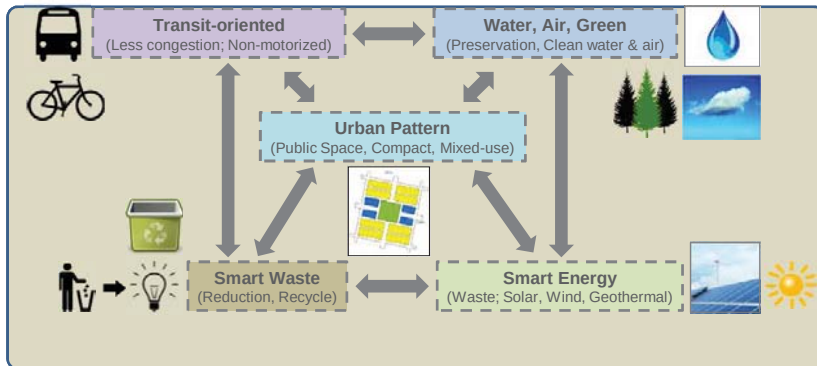 Transit-oriented
(Less congestion; Non-motorized)
Water, Air, Green
(Preservation, Clean water & air)
Urban Pattern
(Public Space, Compact, Mixed-use)
Smart Waste
(Reduction, Recycle)
Smart Energy
(Waste; Solar, Wind, Geothermal)